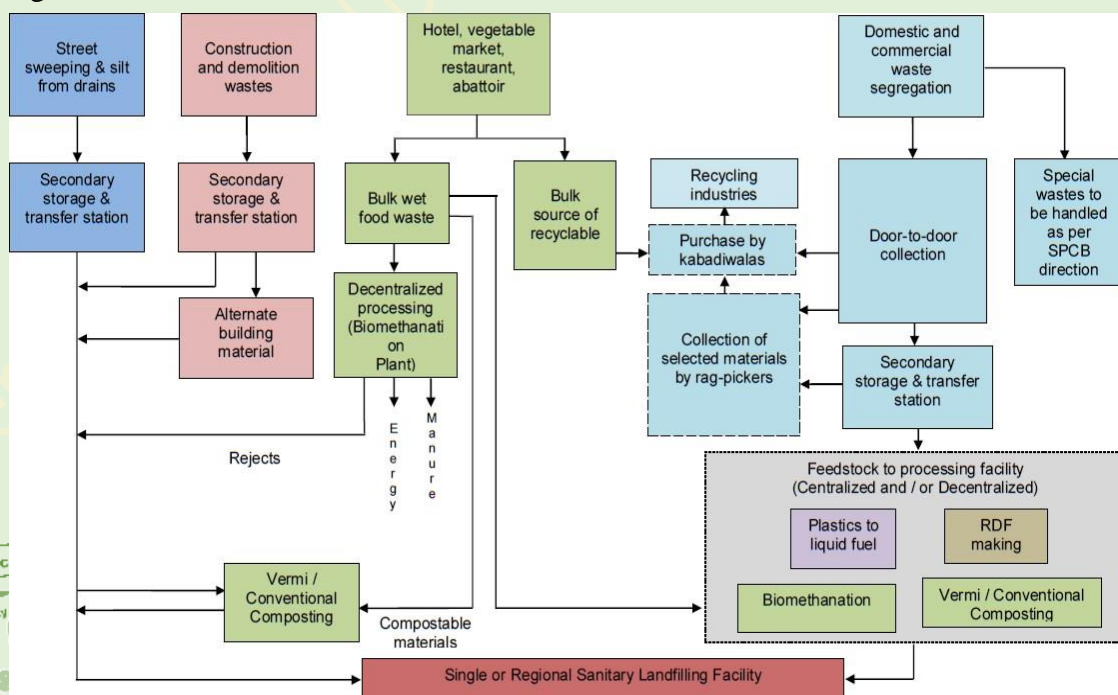 Street
sweeping & silt
from drains
Construction
and demolition
wastes
Hotel, vegetable
market,
restaurant,
abattoir
Domestic and
commercial
waste
segregation
Secondary
storage &
transfer station
Secondary
storage &
transfer station
Bulk wet
food waste
Bulk
source of
recyclable
Recycling
industries
Purchase by
kabadiwalas
Door-to-door
collection
Special
wastes to
be handled
as per
SPCB
direction
Alternate
building
material
Decentralized
processing
(Biomethanati
on
Plant)
Collection of
selected materials
by rag-pickers
Secondary
storage & transfer
station
Rejects
Energy
Manure
Feedstock to processing facility
(Centralized and / or Decentralized)
Plastics to
liquid fuel
RDF
making
Biomethanation
Vermi / Conventional
Composting
Vermi /
Conventional
Composting
Compostable
materials
Single or Regional Sanitary Landfilling Facility